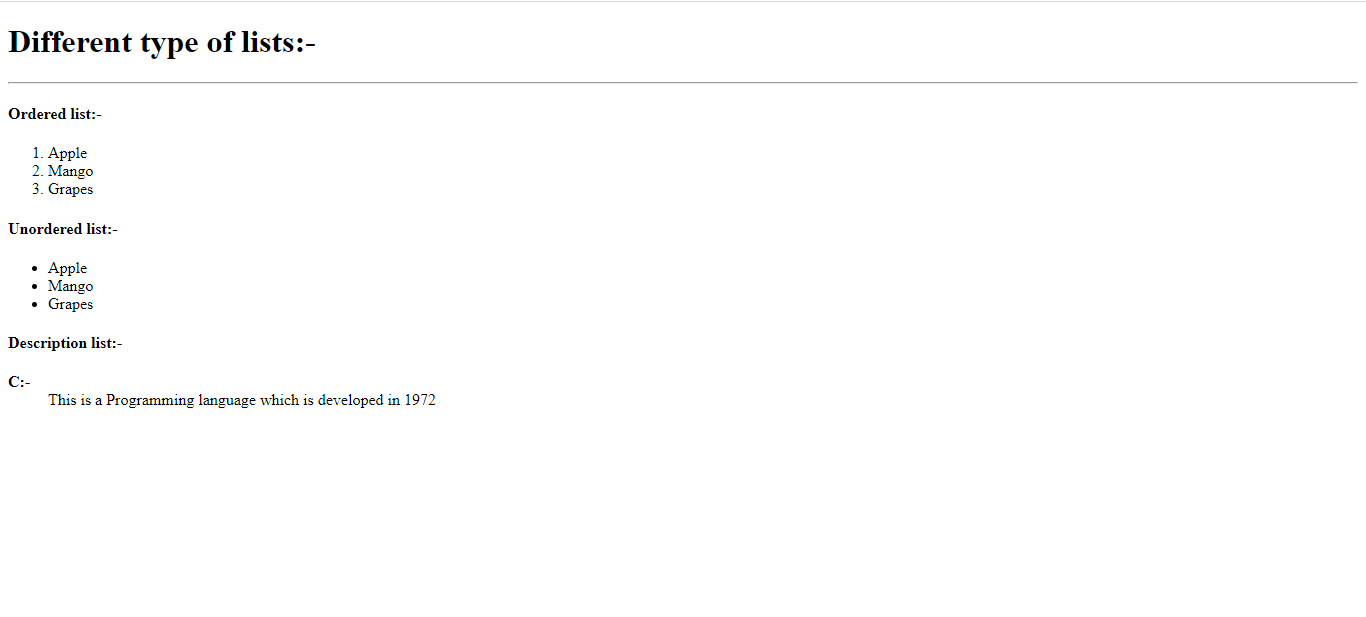 Different type of lists:-
Ordered list:-
1. Apple
2. Mango
3. Grapes
Unordered list:-
• Apple
• Mango
• Grapes
Description list:-
C:-
This is a Programming language which is developed in 1972